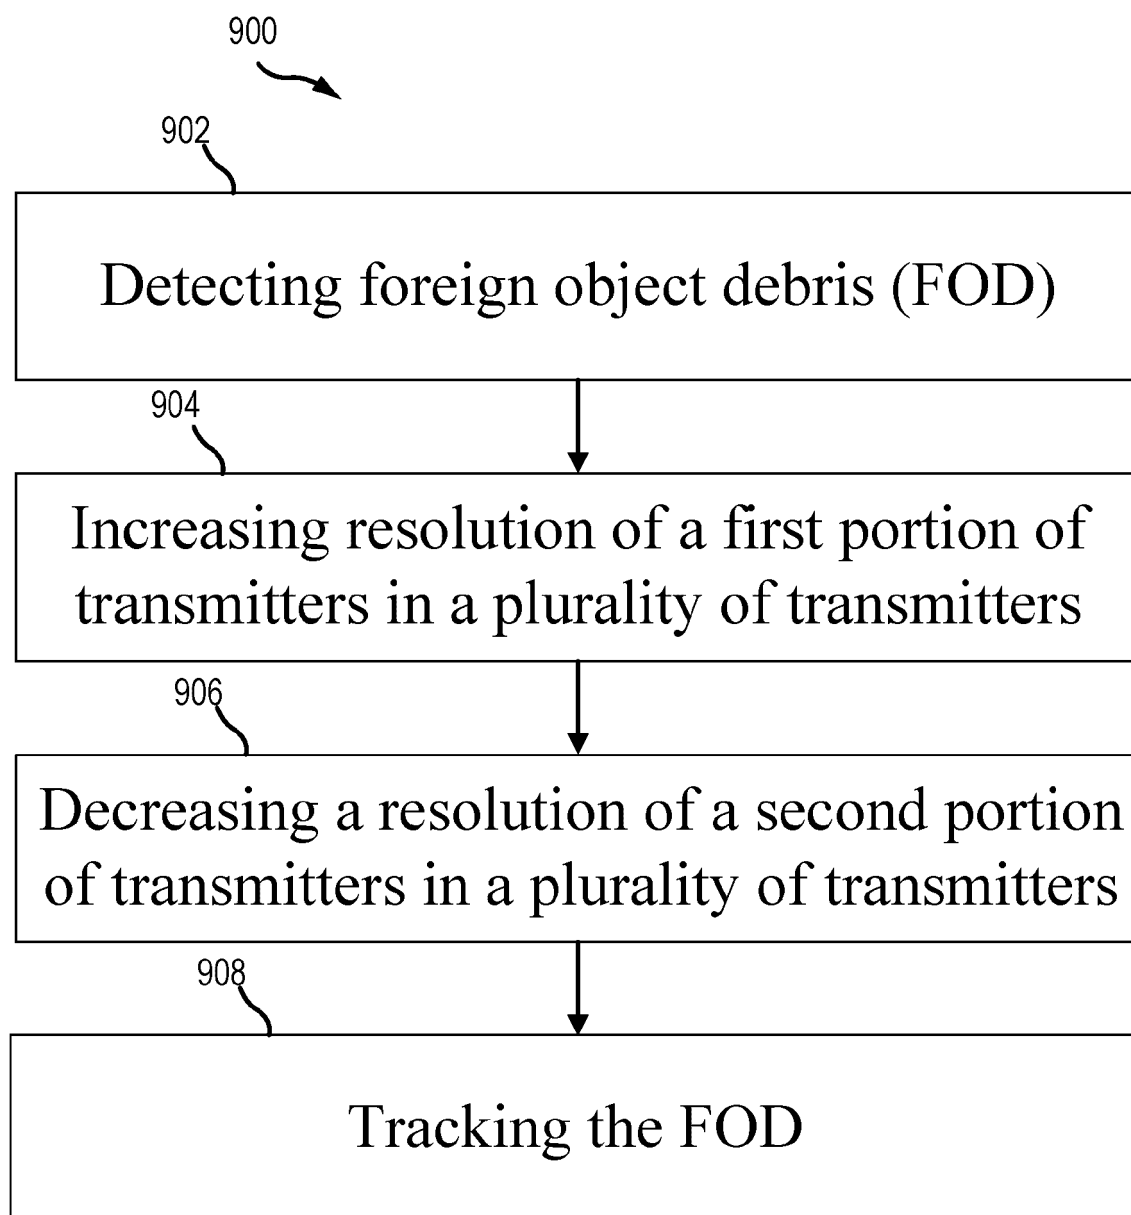 900
902
Detecting foreign object debris (FOD)
904
Increasing resolution of a first portion of
transmitters in a plurality of transmitters
906
Decreasing a resolution of a second portion
of transmitters in a plurality of transmitters
908
Tracking the FOD